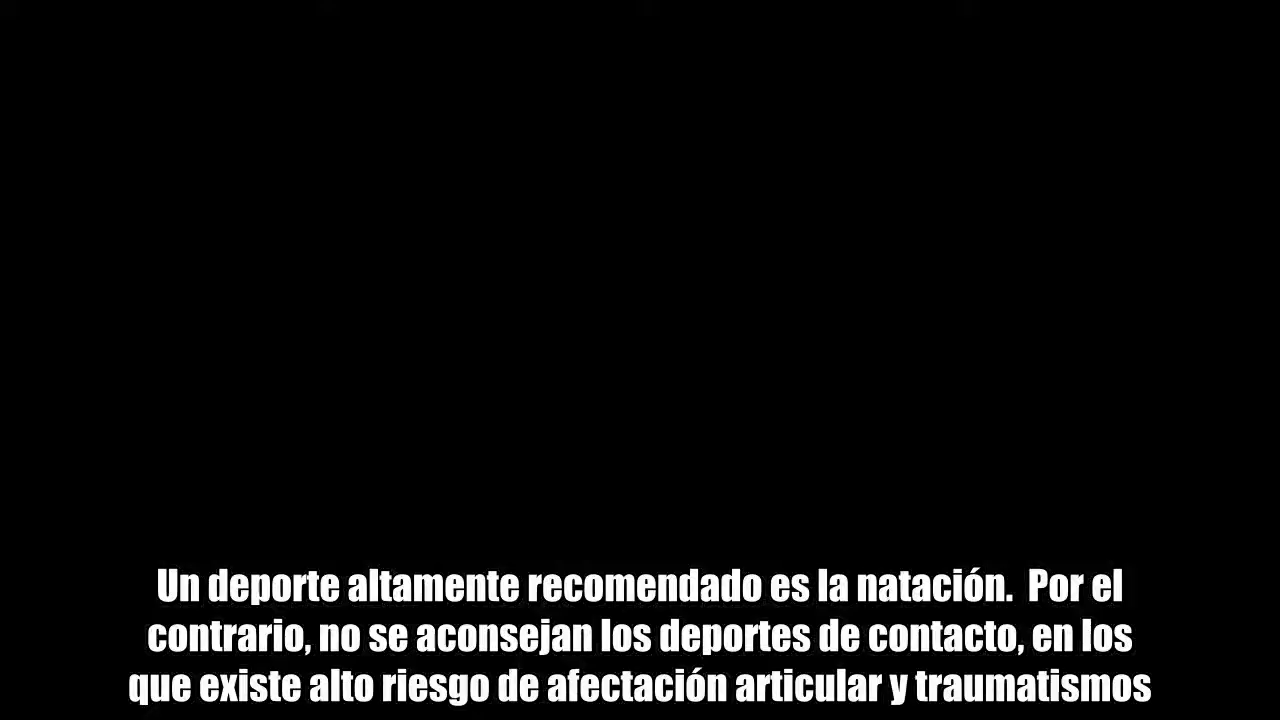 Un deporte altamente recomendado es la natación.  Por el
contrario, no se aconsejan los deportes de contacto, en los
que existe alto riesgo de afectación articular y traumatismos